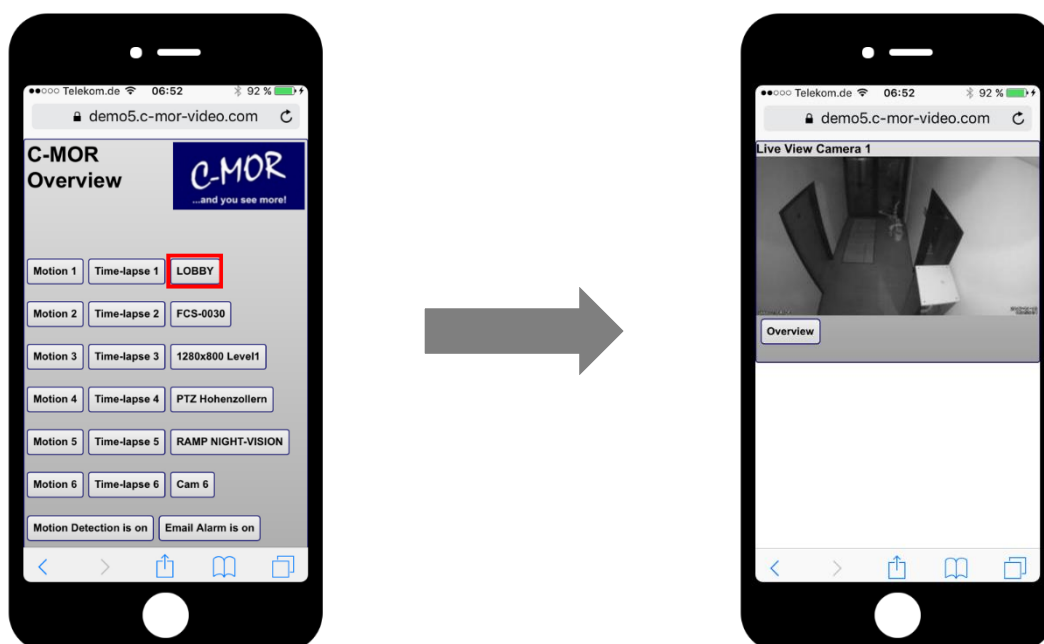 ●●○○○ Telekom.de 06:52 92 %
demo5.c-mor-video.com
C-MOR
Overview
C-MOR
...and you see more!
Motion 1 Time-lapse 1 LOBBY
Motion 2 Time-lapse 2 FCS-0030
Motion 3 Time-lapse 3 1280x800 Level1
Motion 4 Time-lapse 4 PTZ Hohenzollern
Motion 5 Time-lapse 5 RAMP NIGHT-VISION
Motion 6 Time-lapse 6 Cam 6
Motion Detection is on Email Alarm is on
●●○○○ Telekom.de 06:52 92 %
demo5.c-mor-video.com
Live View Camera 1
Overview